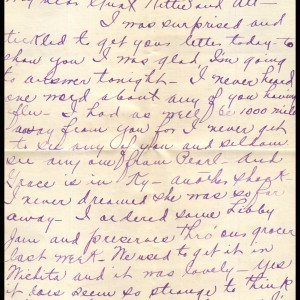 My dear Aunt Nettie and All-
I was surprised and
tickled to get your letter today- to
show you I was glad, I'm going
to answer tonight- I never heard
one word about any of you having
flu- I had as well be 1000 miles
away from you for I never get
to see any of you and seldom
see any one from Pearl- And
Grace is in Ky- another shock-
I never dreamed she was so far
away- I ordered some Libby
Jam and preserves thro' our grocer
last week- We used to get it in
Wichita and it was lovely- Yes
it does seem so strange to think